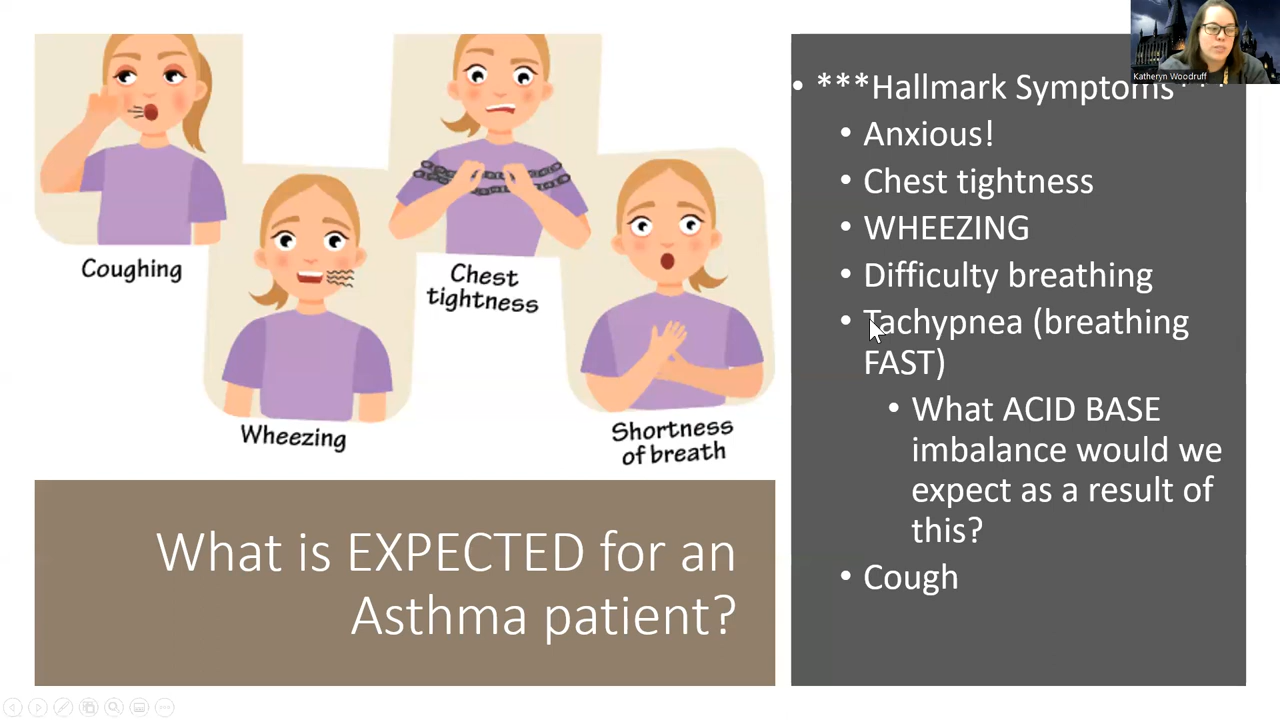 Coughing
Wheezing
Chest
tightness
Shortness
of breath
What is EXPECTED for an
Asthma patient?
Katheryn Woodruff
• ***Hallmark Symptoms***
• Anxious!
• Chest tightness
• WHEEZING
• Difficulty breathing
• Tachypnea (breathing
FAST)
• What ACID BASE
imbalance would we
expect as a result of
this?
• Cough